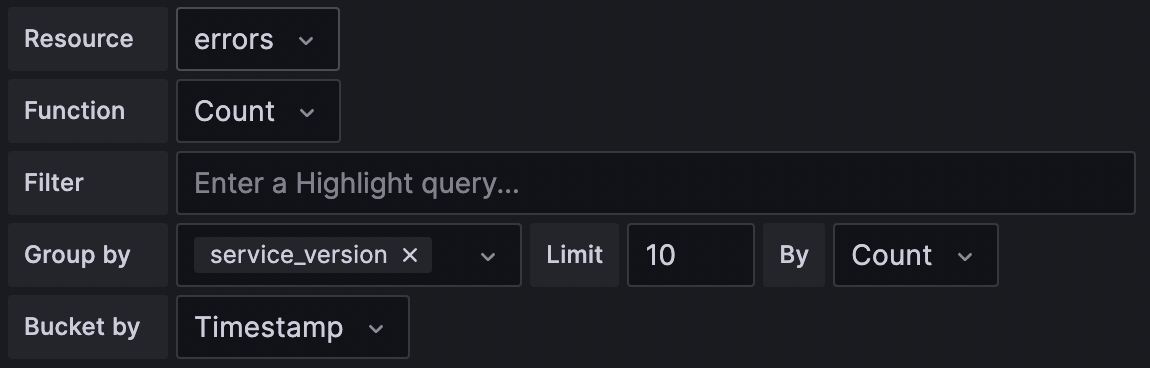 Resource errors
Function Count
Filter Enter a Highlight query...
Group by service_version × Limit 10 By Count
Bucket by Timestamp